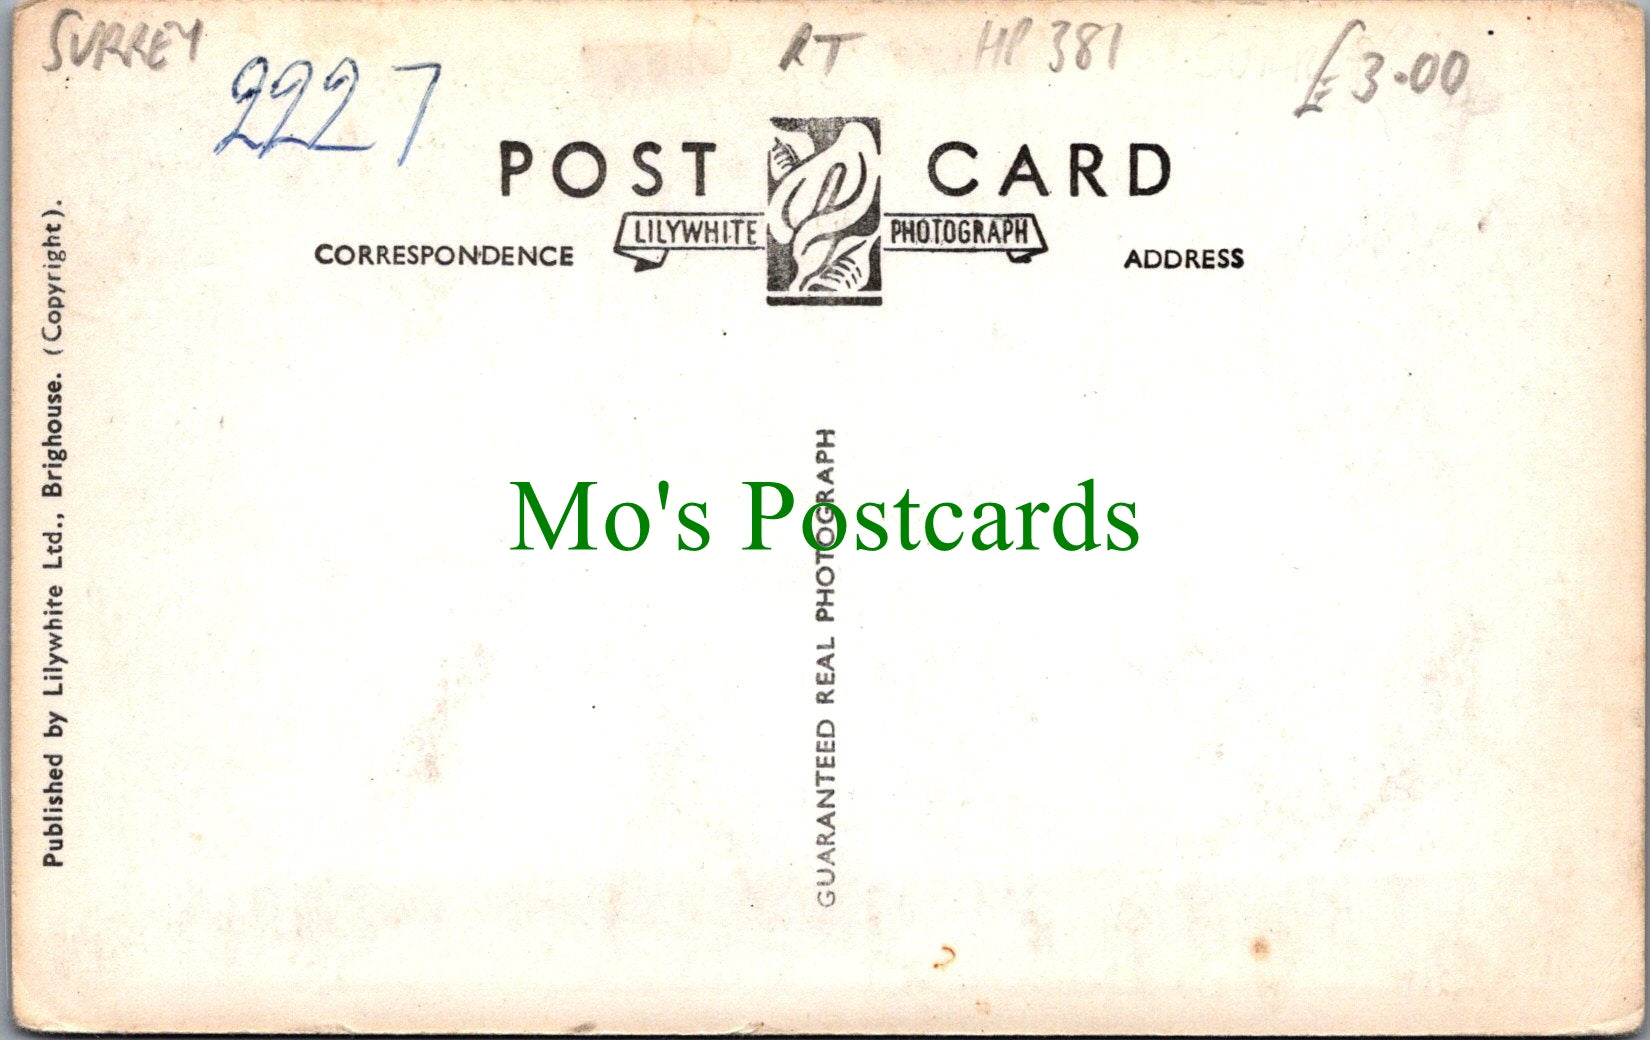 SURREY
2227
RT
HP 381
£3.00
POST CARD
LILYWHITE PHOTOGRAPH
CORRESPONDENCE
ADDRESS
Published by Lilywhite Ltd., Brighouse. (Copyright).
GUARANTEED REAL PHOTOGRAPH
Mo's Postcards